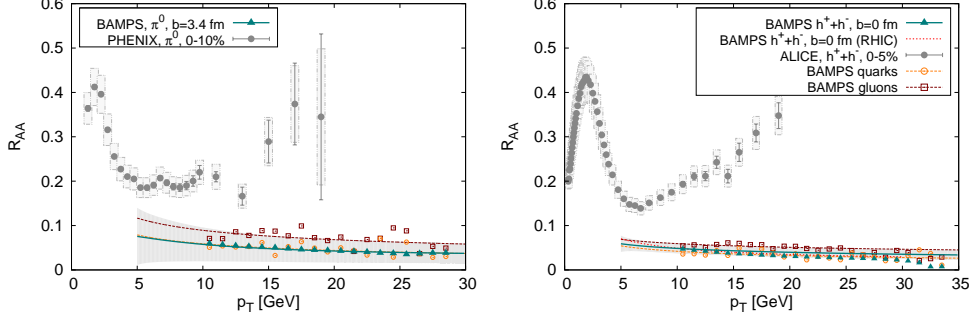 BAMPS, π⁰, b=3.4 fm
PHENIX, π⁰, 0-10%
0.6
0.5
0.4
0.3
0.2
0.1
0
R_AA
0
5
10
15
20
25
30
p_T [GeV]
BAMPS h⁺+h⁻, b=0 fm
BAMPS h⁺+h⁻, b=0 fm (RHIC)
ALICE, h⁺+h⁻, 0-5%
BAMPS quarks
BAMPS gluons
0.6
0.5
0.4
0.3
0.2
0.1
0
R_AA
0
5
10
15
20
25
30
35
p_T [GeV]